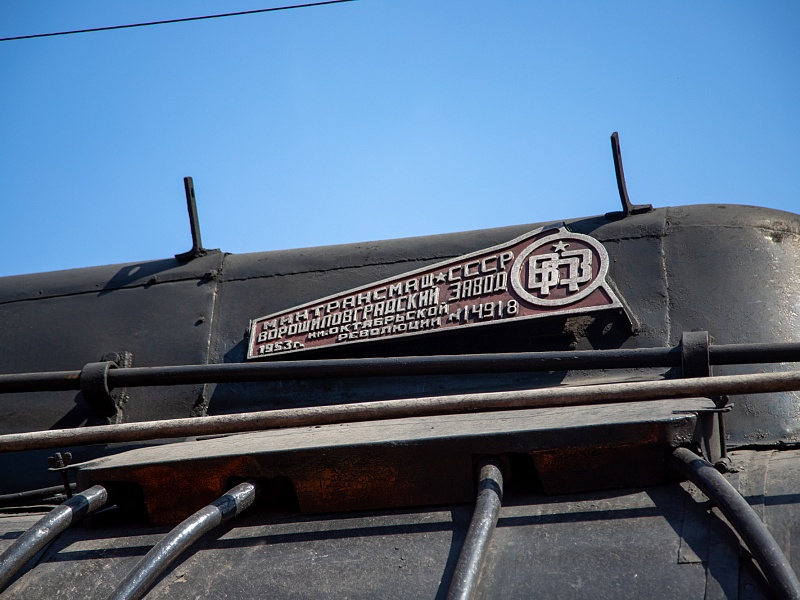 МИНТРАНСМАШ★СССР
ВОРОШИЛОВГРАДСКИЙ ЗАВОД
им. ОКТЯБРЬСКОЙ
РЕВОЛЮЦИИ №14918
1953г.